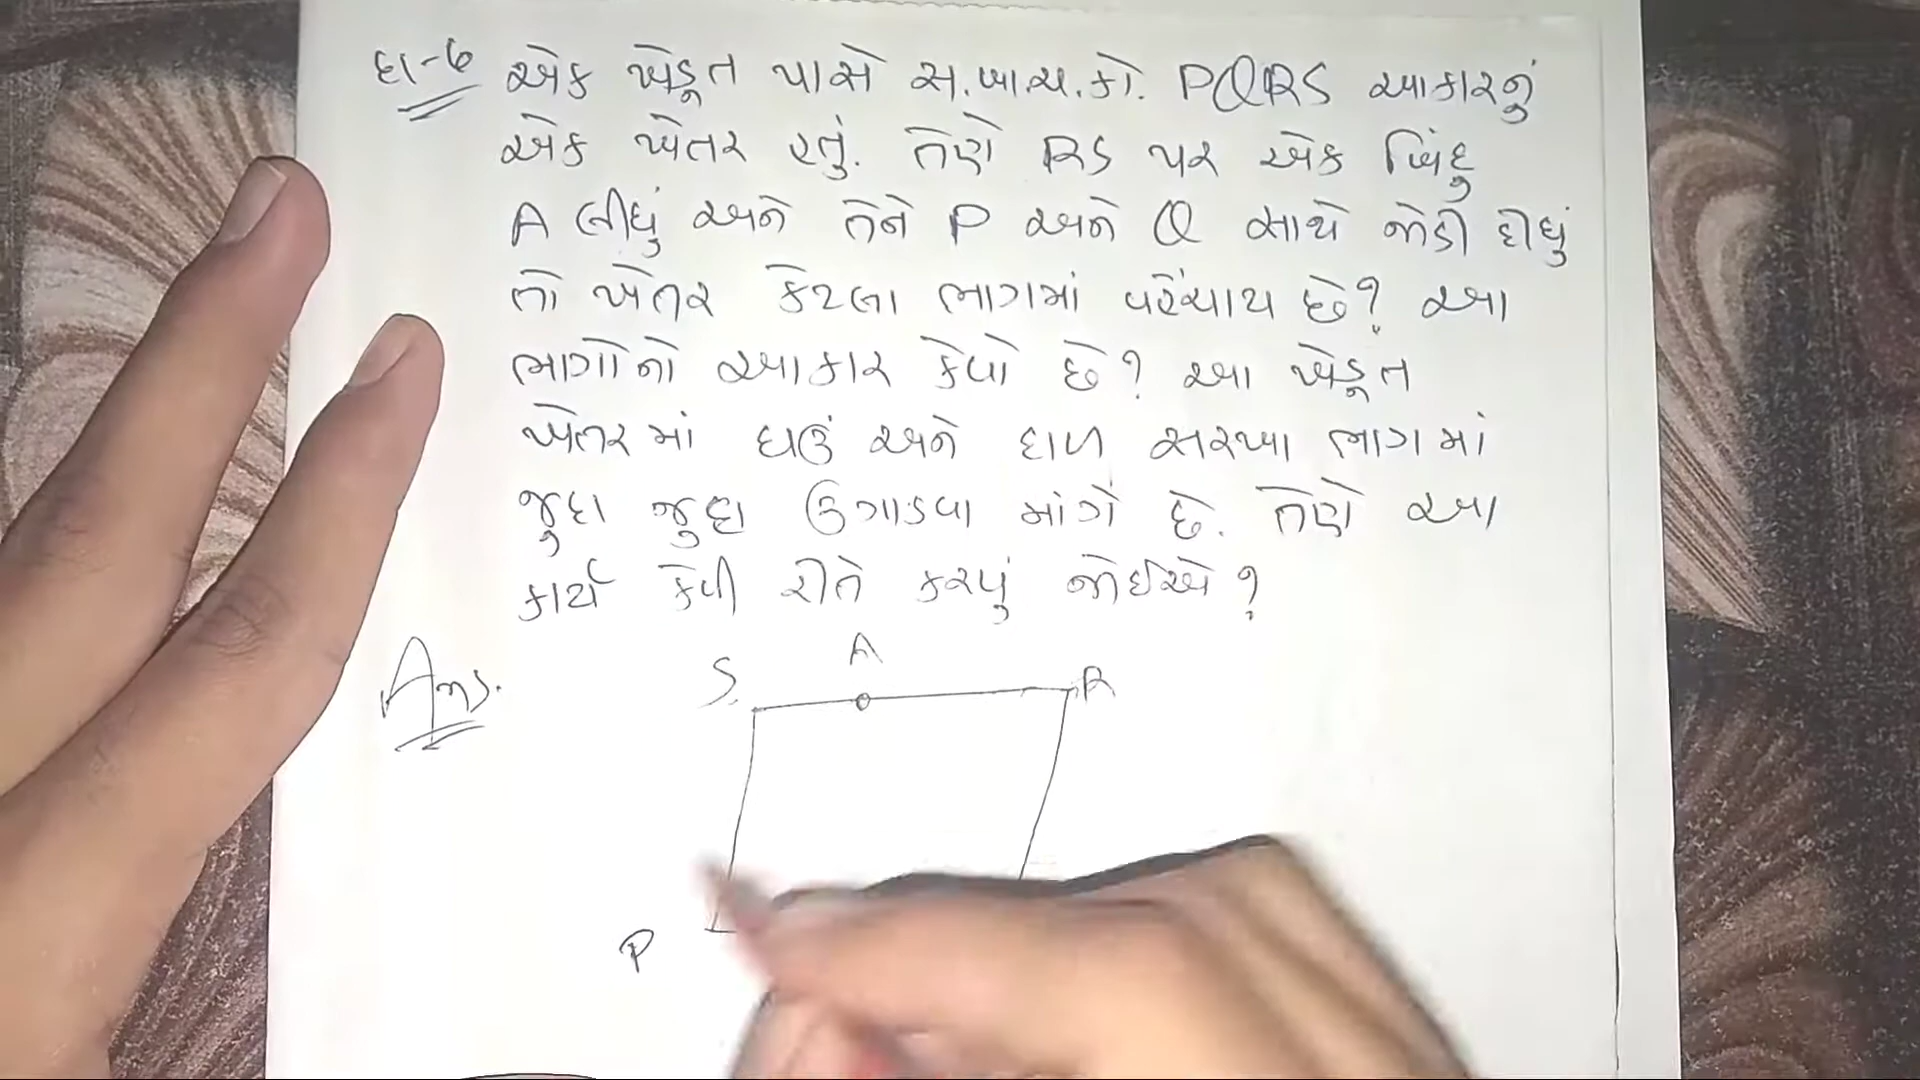 દા-૬ એક ખેડૂત પાસે સ.બા.ચ.કો. PQRS આકારનું
એક ખેતર હતું. તેણે RS પર એક બિંદુ
A લીધું અને તેને P અને Q સાથે જોડી દીધું
તો ખેતર કેટલા ભાગમાં વહેંચાય છે? આ
ભાગોનો આકાર કેવો છે? આ ખેડૂત
ખેતરમાં ઘઉં અને દાળ સરખા ભાગમાં
જુદા જુદા ઉગાડવા માંગે છે. તેણે આ
કાર્ય કેવી રીતે કરવું જોઈએ?
Ans.
S. A R
P